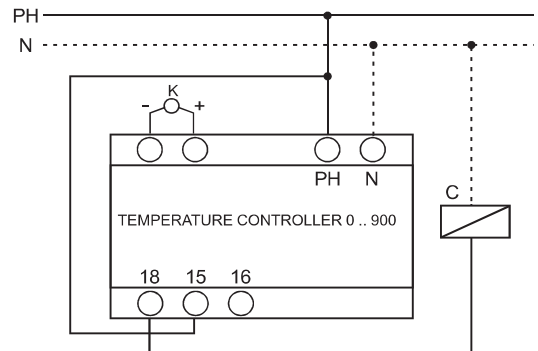 PH
N
K
- +
PH N
C
TEMPERATURE CONTROLLER 0 .. 900
18 15 16